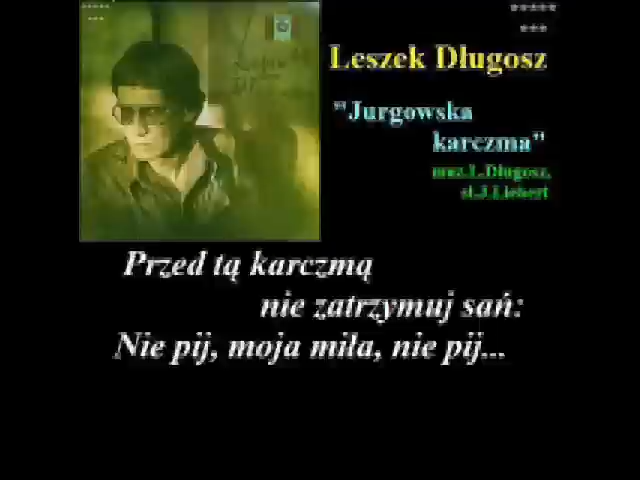 Leszek Długosz
"Jurgowska
karczma"
muz.L.Długosz,
sł.J.Liebert
Przed tą karczmą
nie zatrzymuj sań:
Nie pij, moja miła, nie pij...